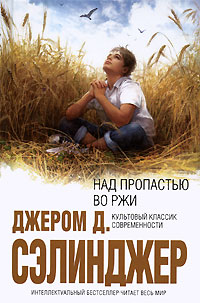 НАД ПРОПАСТЬЮ
ВО РЖИ
ДЖЕРОМ Д.
КУЛЬТОВЫЙ КЛАССИК
СОВРЕМЕННОСТИ
СЭЛИНДЖЕР
ИНТЕЛЛЕКТУАЛЬНЫЙ БЕСТСЕЛЛЕР ЧИТАЕТ ВЕСЬ МИР